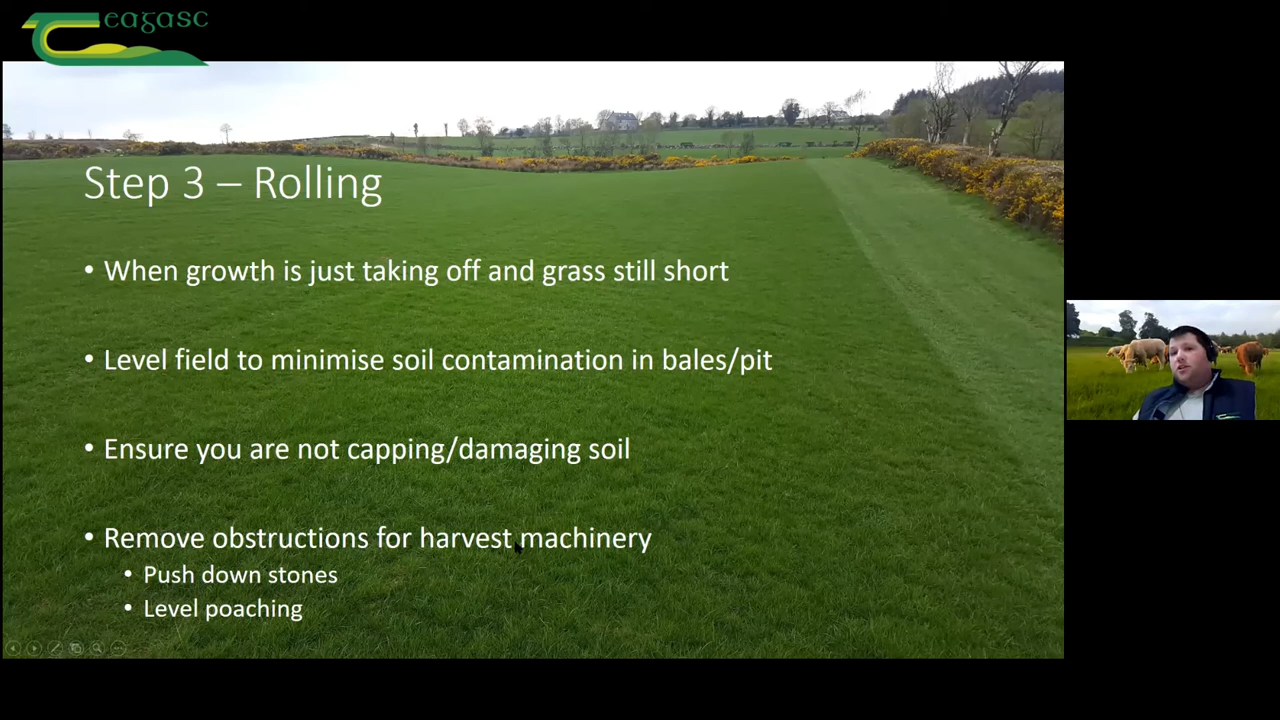 eagasc
Step 3 – Rolling
• When growth is just taking off and grass still short
• Level field to minimise soil contamination in bales/pit
• Ensure you are not capping/damaging soil
• Remove obstructions for harvest machinery
• Push down stones
• Level poaching